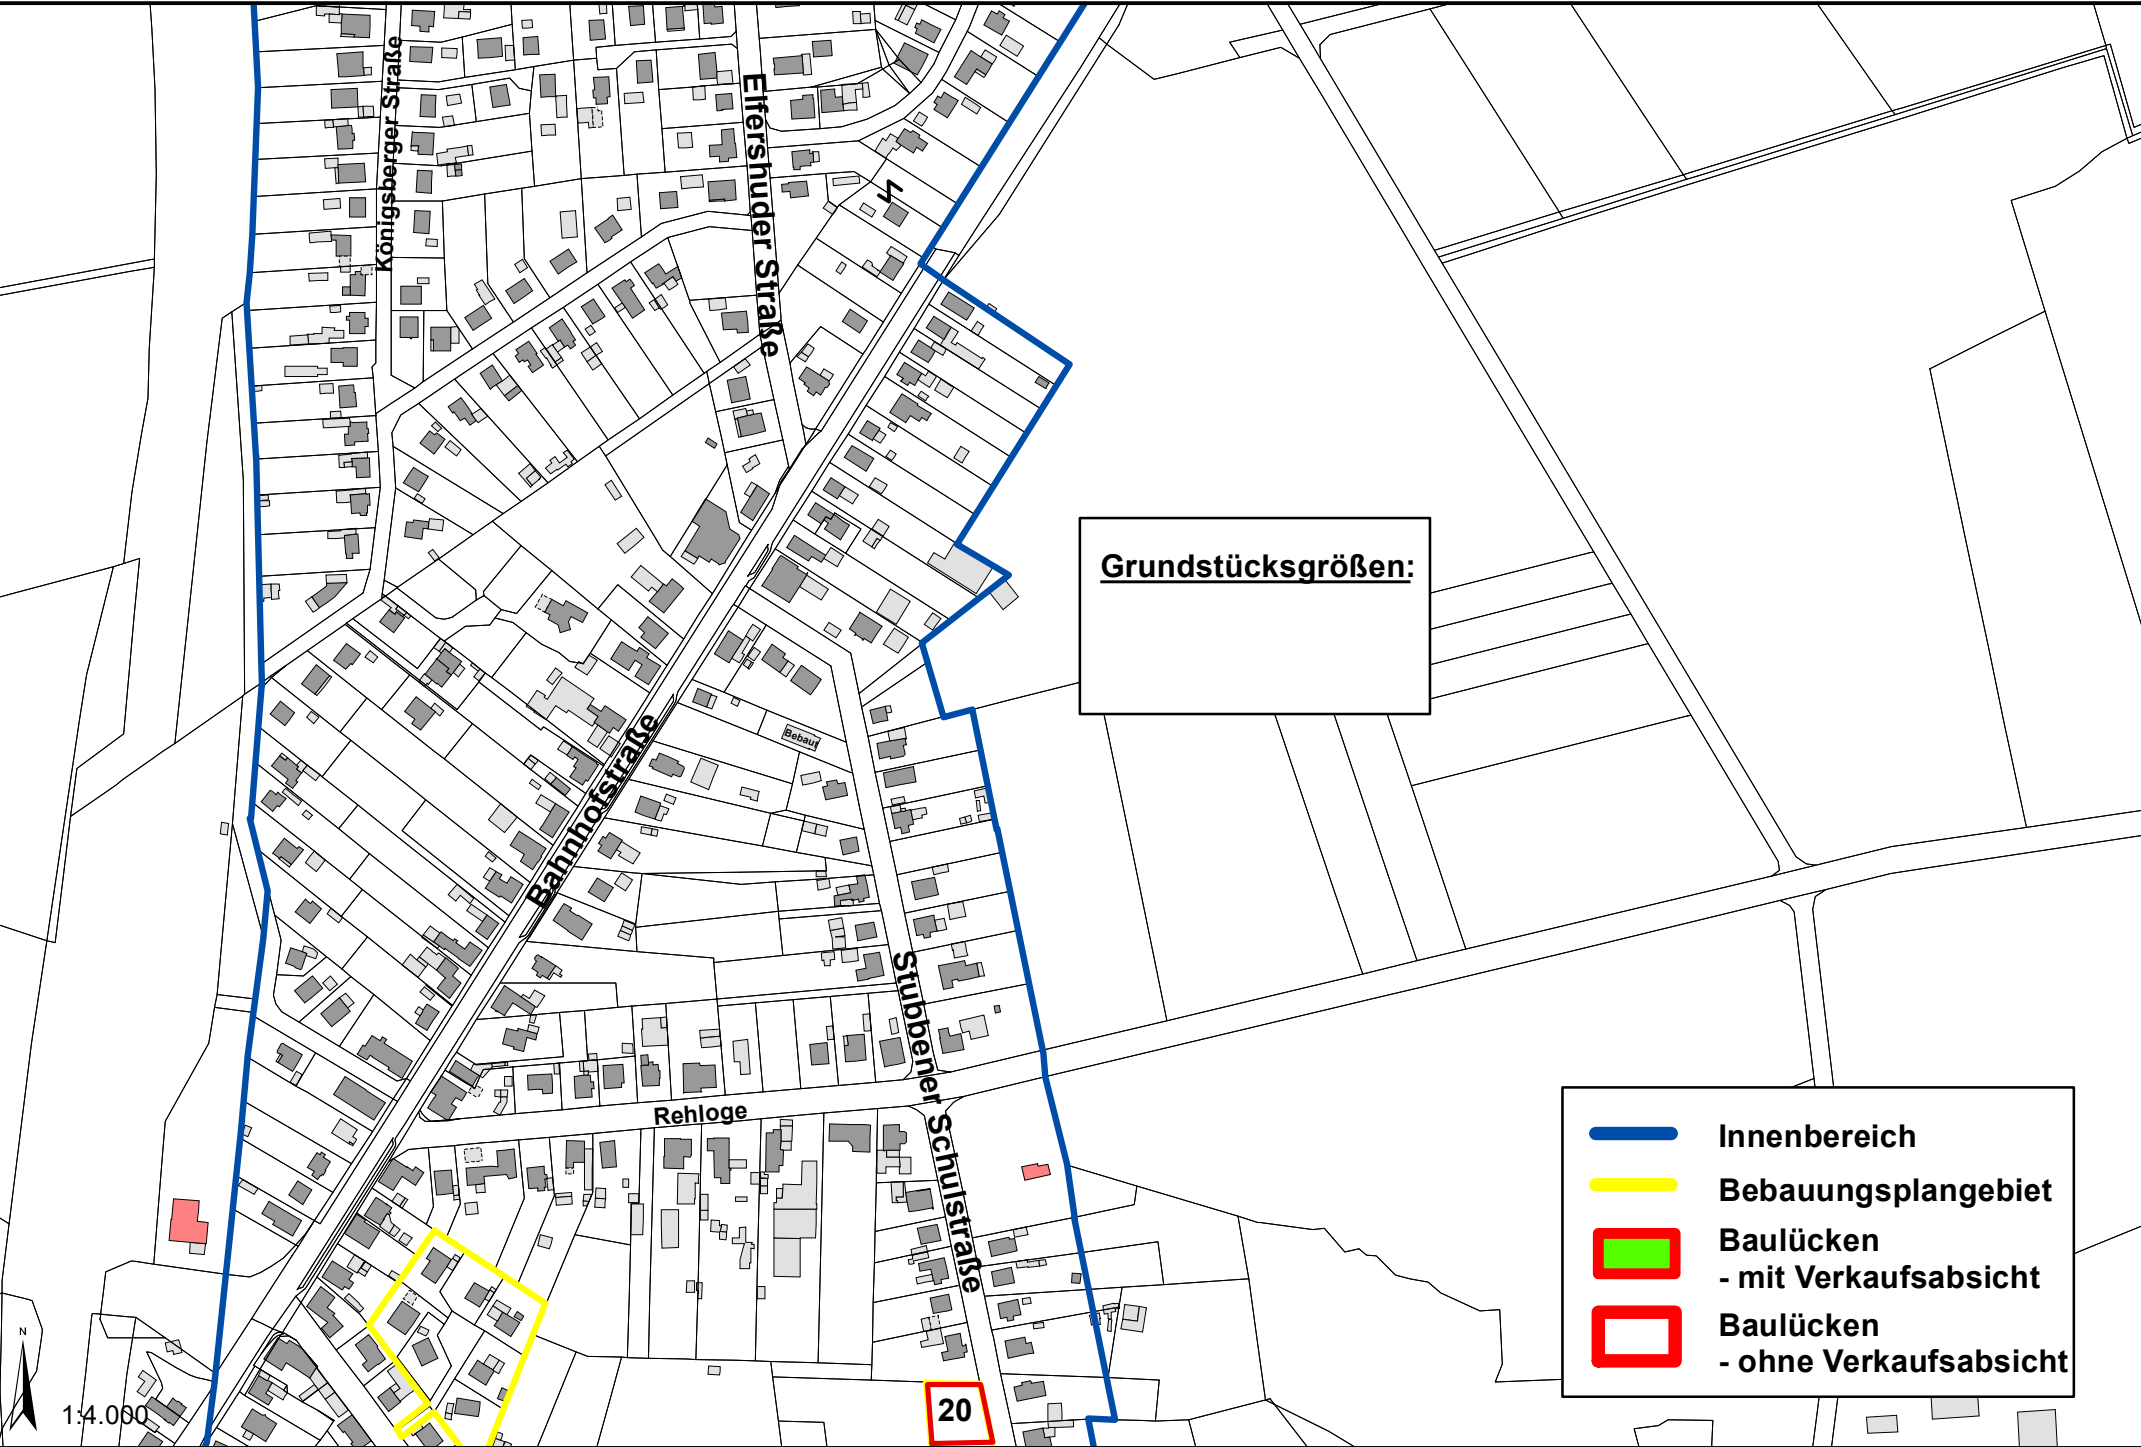 Königsberger Straße
Elfershuder Straße
Grundstücksgrößen:
Bebaut
Bahnhofstraße
Stubbener Schulstraße
Rehloge
Innenbereich
Bebauungsplangebiet
Baulücken
- mit Verkaufsabsicht
Baulücken
- ohne Verkaufsabsicht
N
1:4.000
20